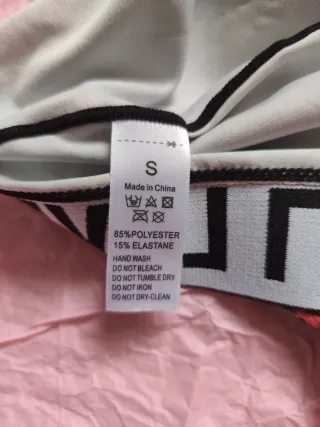 S
Made in China
85%POLYESTER
15% ELASTANE
HAND WASH
DO NOT BLEACH
DO NOT TUMBLE DRY
DO NOT IRON
DO NOT DRY-CLEAN